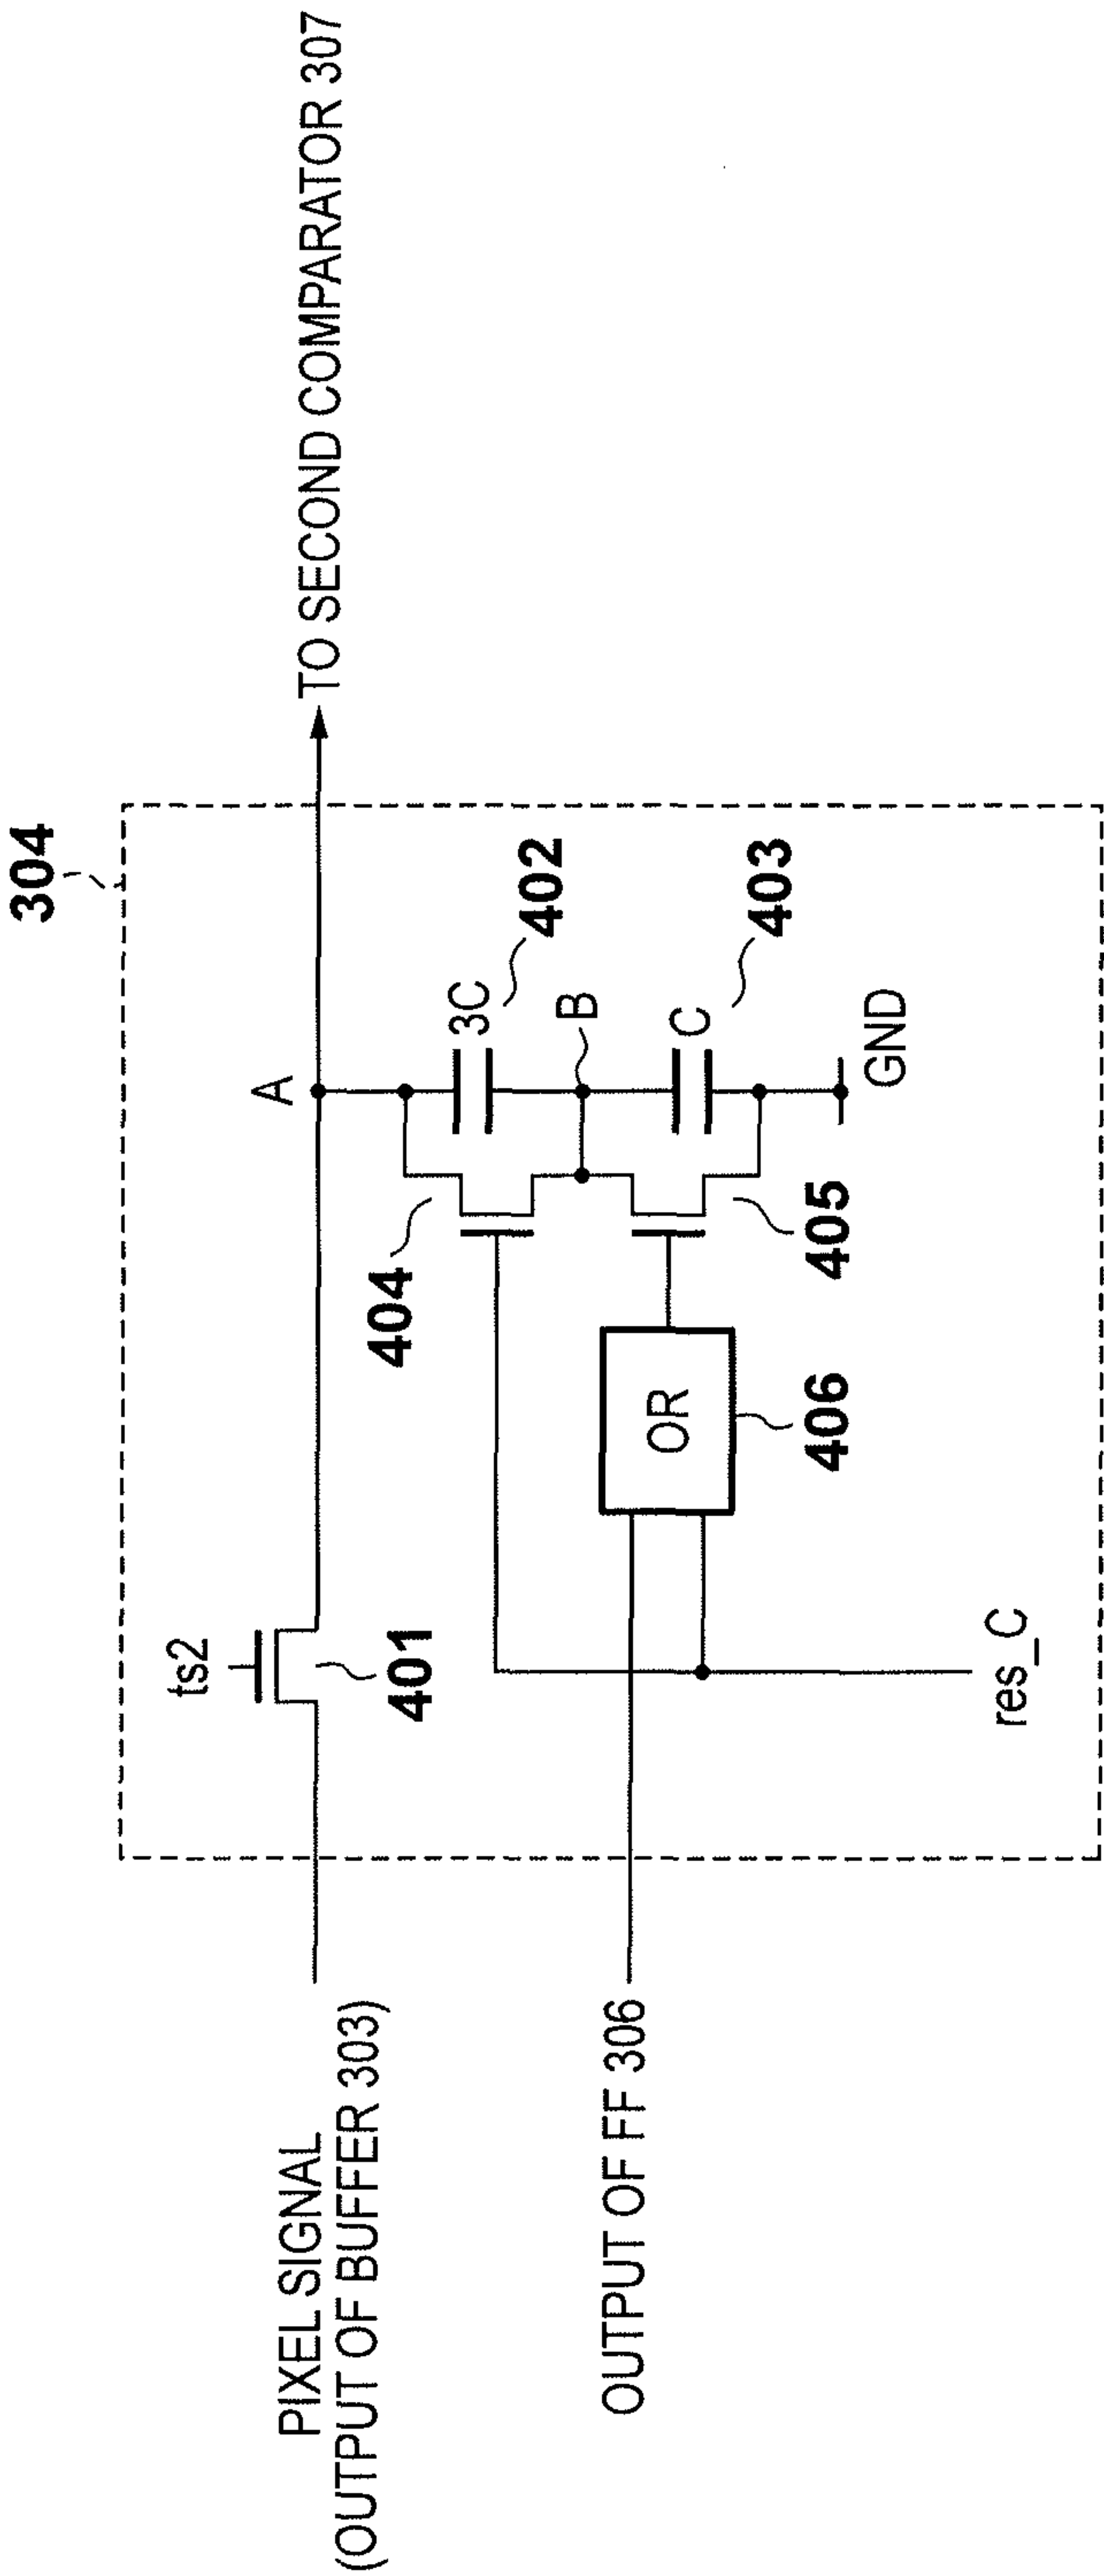 304
PIXEL SIGNAL
(OUTPUT OF BUFFER 303)
ts2
401
A
TO SECOND COMPARATOR 307
404
3C
402
B
OUTPUT OF FF 306
OR
406
405
C
403
GND
res_C